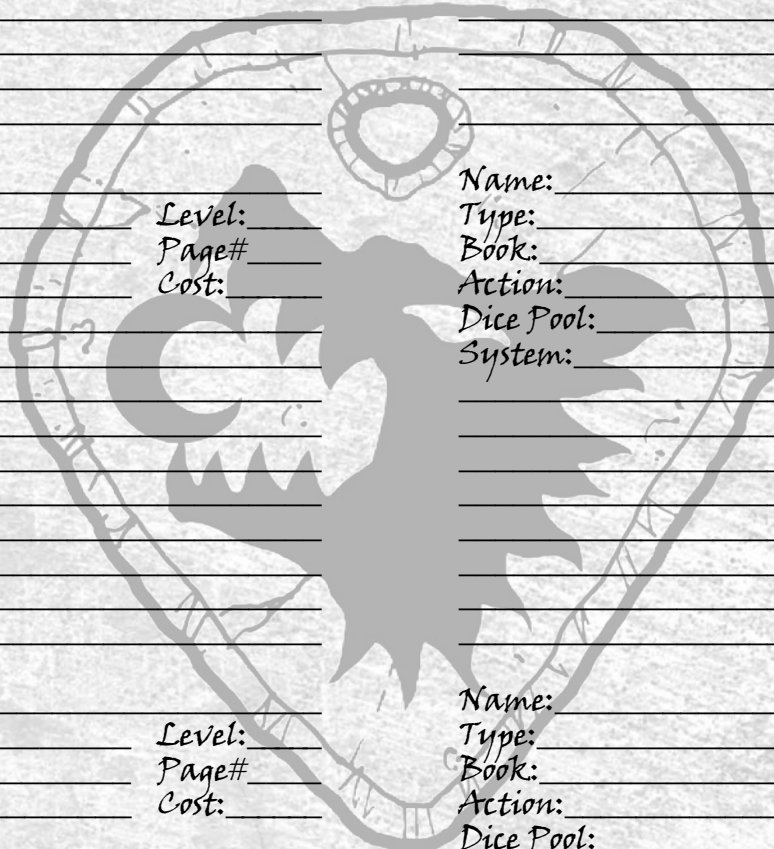 Name:
Level: Type:
Page# Book:
Cost: Action:
Dice Pool:
System:
Name:
Level: Type:
Page# Book:
Cost: Action:
Dice Pool: